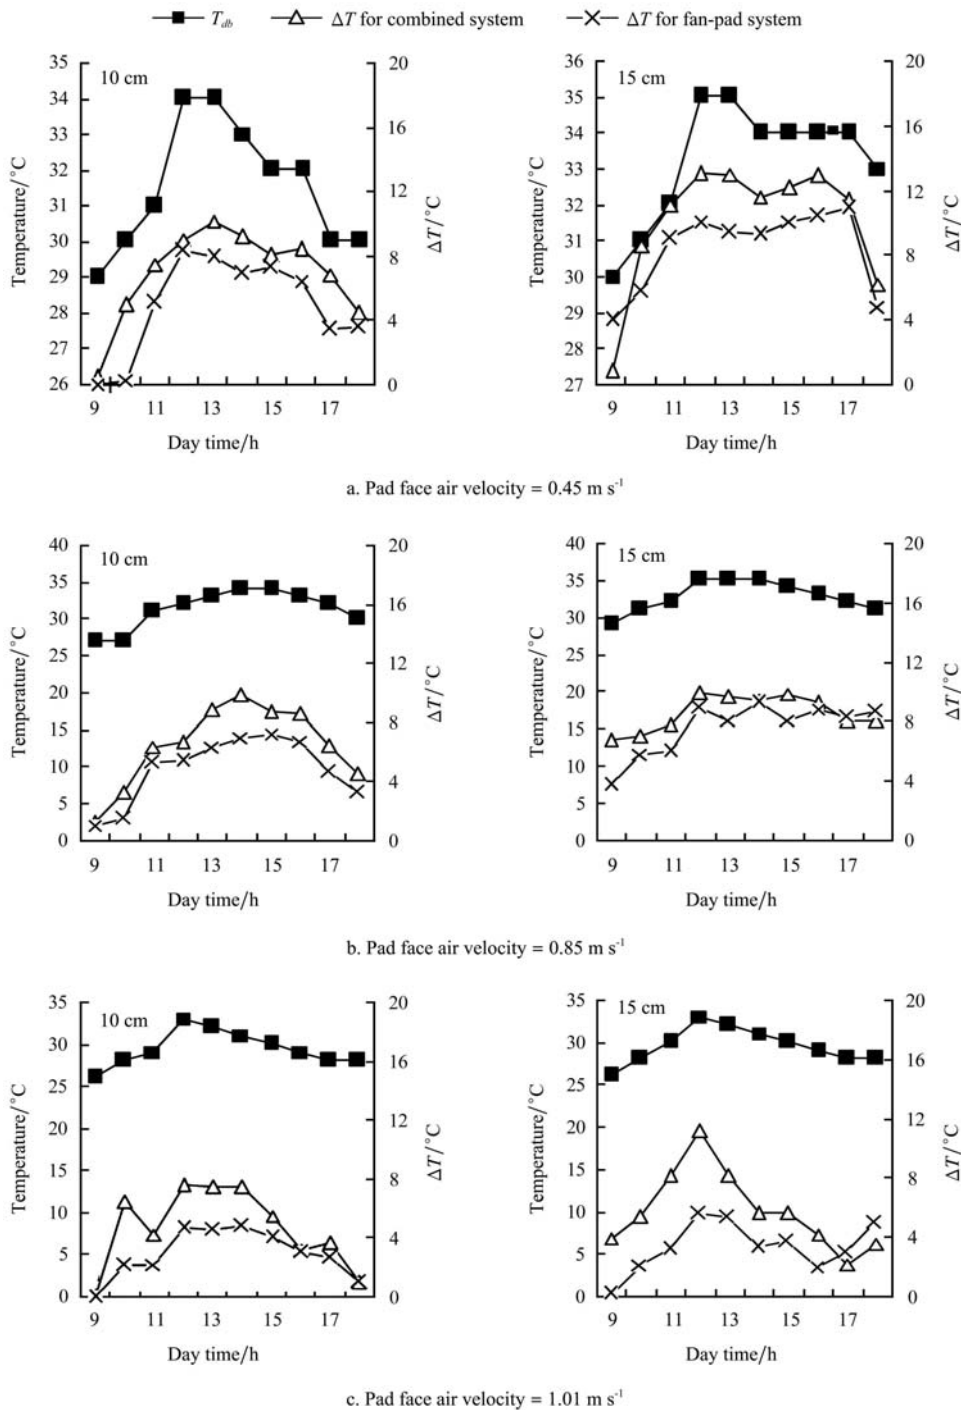 T_db ΔT for combined system ΔT for fan-pad system
10 cm
35
34
33
32
31
30
29
28
27
26
Temperature/°C
20
16
12
8
4
0
ΔT/°C
9 11 13 15 17
Day time/h
15 cm
36
35
34
33
32
31
30
29
28
27
Temperature/°C
20
16
12
8
4
0
ΔT/°C
9 11 13 15 17
Day time/h
a. Pad face air velocity = 0.45 m s⁻¹
10 cm
40
35
30
25
20
15
10
5
0
Temperature/°C
20
16
12
8
4
0
ΔT/°C
9 11 13 15 17
Day time/h
15 cm
40
35
30
25
20
15
10
5
0
Temperature/°C
20
16
12
8
4
0
ΔT/°C
9 11 13 15 17
Day time/h
b. Pad face air velocity = 0.85 m s⁻¹
10 cm
35
30
25
20
15
10
5
0
Temperature/°C
20
16
12
8
4
0
ΔT/°C
9 11 13 15 17
Day time/h
15 cm
35
30
25
20
15
10
5
0
Temperature/°C
20
16
12
8
4
0
ΔT/°C
9 11 13 15 17
Day time/h
c. Pad face air velocity = 1.01 m s⁻¹